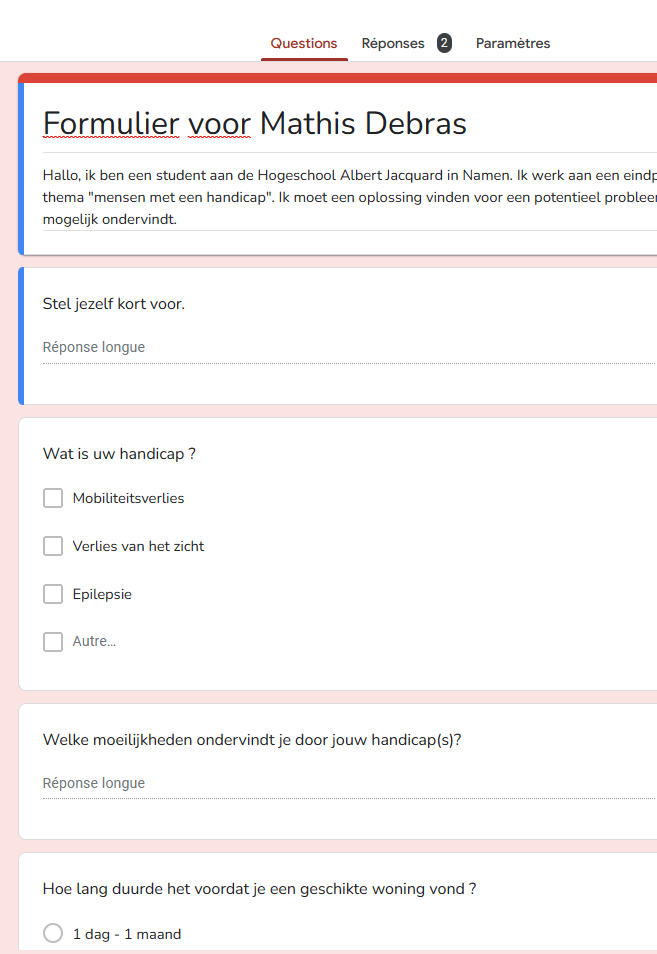 Questions Réponses 2 Paramètres
Formulier voor Mathis Debras
Hallo, ik ben een student aan de Hogeschool Albert Jacquard in Namen. Ik werk aan een
thema "mensen met een handicap". Ik moet een oplossing vinden voor een potentieel
mogelijk ondervindt.
Stel jezelf kort voor.
Réponse longue
Wat is uw handicap ?
Mobiliteitsverlies
Verlies van het zicht
Epilepsie
Autre...
Welke moeilijkheden ondervindt je door jouw handicap(s)?
Réponse longue
Hoe lang duurde het voordat je een geschikte woning vond ?
1 dag - 1 maand